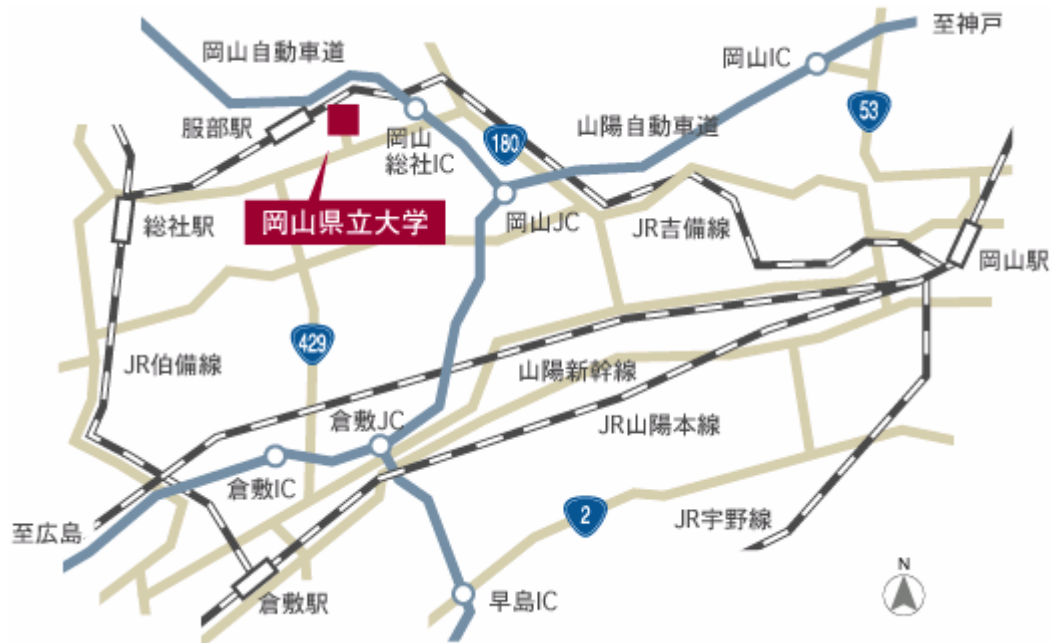 至神戸
岡山自動車道
岡山IC
53
服部駅
180
山陽自動車道
岡山
総社IC
総社駅
岡山県立大学
岡山JC
JR吉備線
岡山駅
429
JR伯備線
山陽新幹線
倉敷JC
JR山陽本線
倉敷IC
2
JR宇野線
至広島
N
倉敷駅
早島IC